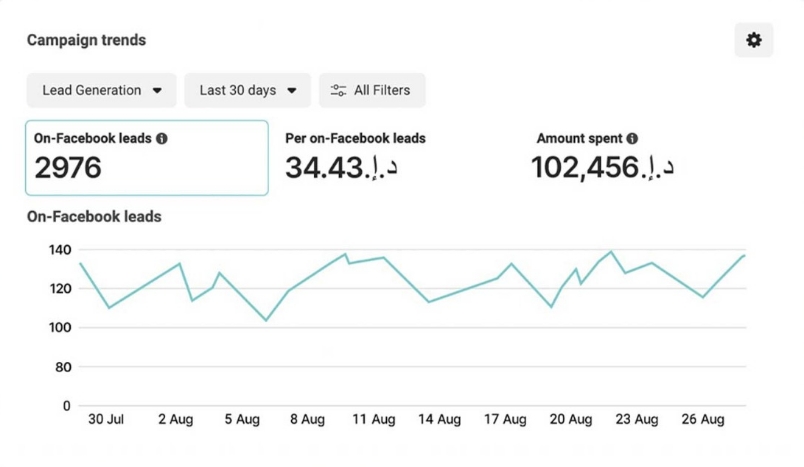 Campaign trends
Lead Generation
Last 30 days
All Filters
On-Facebook leads
2976
Per on-Facebook leads
34.43د.إ.
Amount spent
102,456د.إ.
On-Facebook leads
140
120
100
80
0
30 Jul 2 Aug 5 Aug 8 Aug 11 Aug 14 Aug 17 Aug 20 Aug 23 Aug 26 Aug